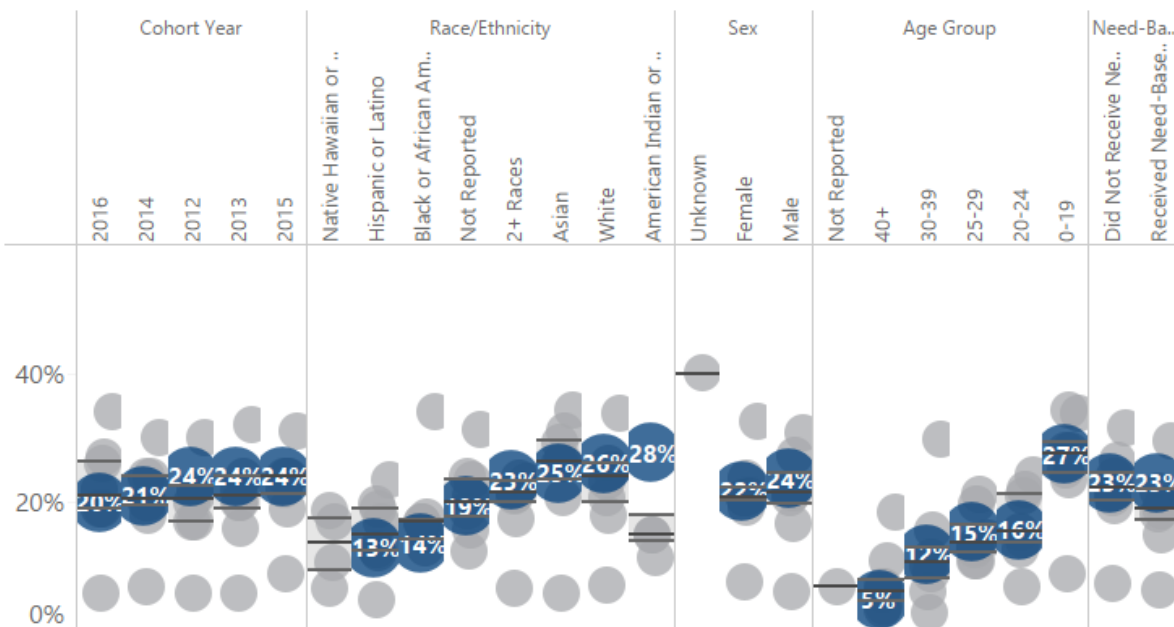 Cohort Year
Race/Ethnicity
Sex
Age Group
Need-Ba..
2016
2014
2012
2013
2015
Native Hawaiian or ..
Hispanic or Latino
Black or African Am..
Not Reported
2+ Races
Asian
White
American Indian or ..
Unknown
Female
Male
Not Reported
40+
30-39
25-29
20-24
0-19
Did Not Receive Ne..
Received Need-Base..
40%
20%
0%
20%
21%
24%
24%
24%
13%
14%
19%
23%
25%
26%
28%
22%
24%
5%
12%
15%
16%
27%
23%
23%